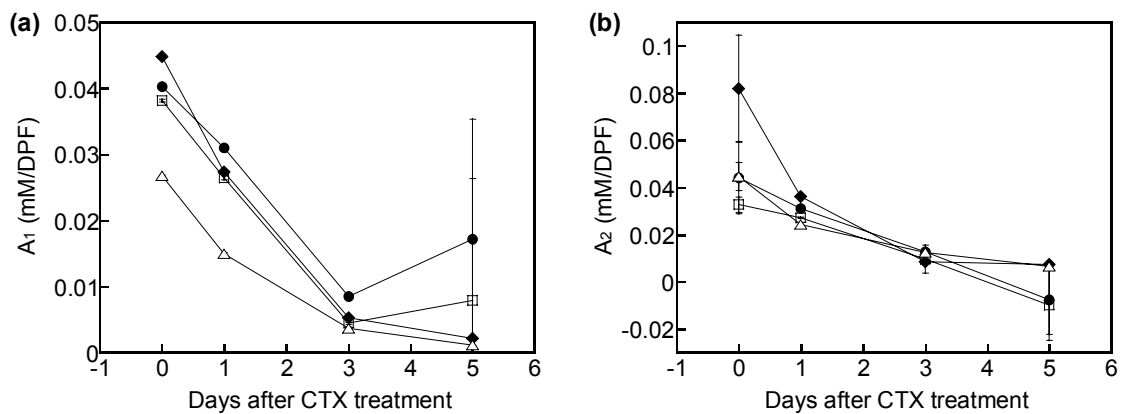 (a)
0.05
0.04
0.03
0.02
0.01
0
A1 (mM/DPF)
-1 0 1 2 3 4 5 6
Days after CTX treatment
(b)
0.1
0.08
0.06
0.04
0.02
0
-0.02
A2 (mM/DPF)
-1 0 1 2 3 4 5 6
Days after CTX treatment